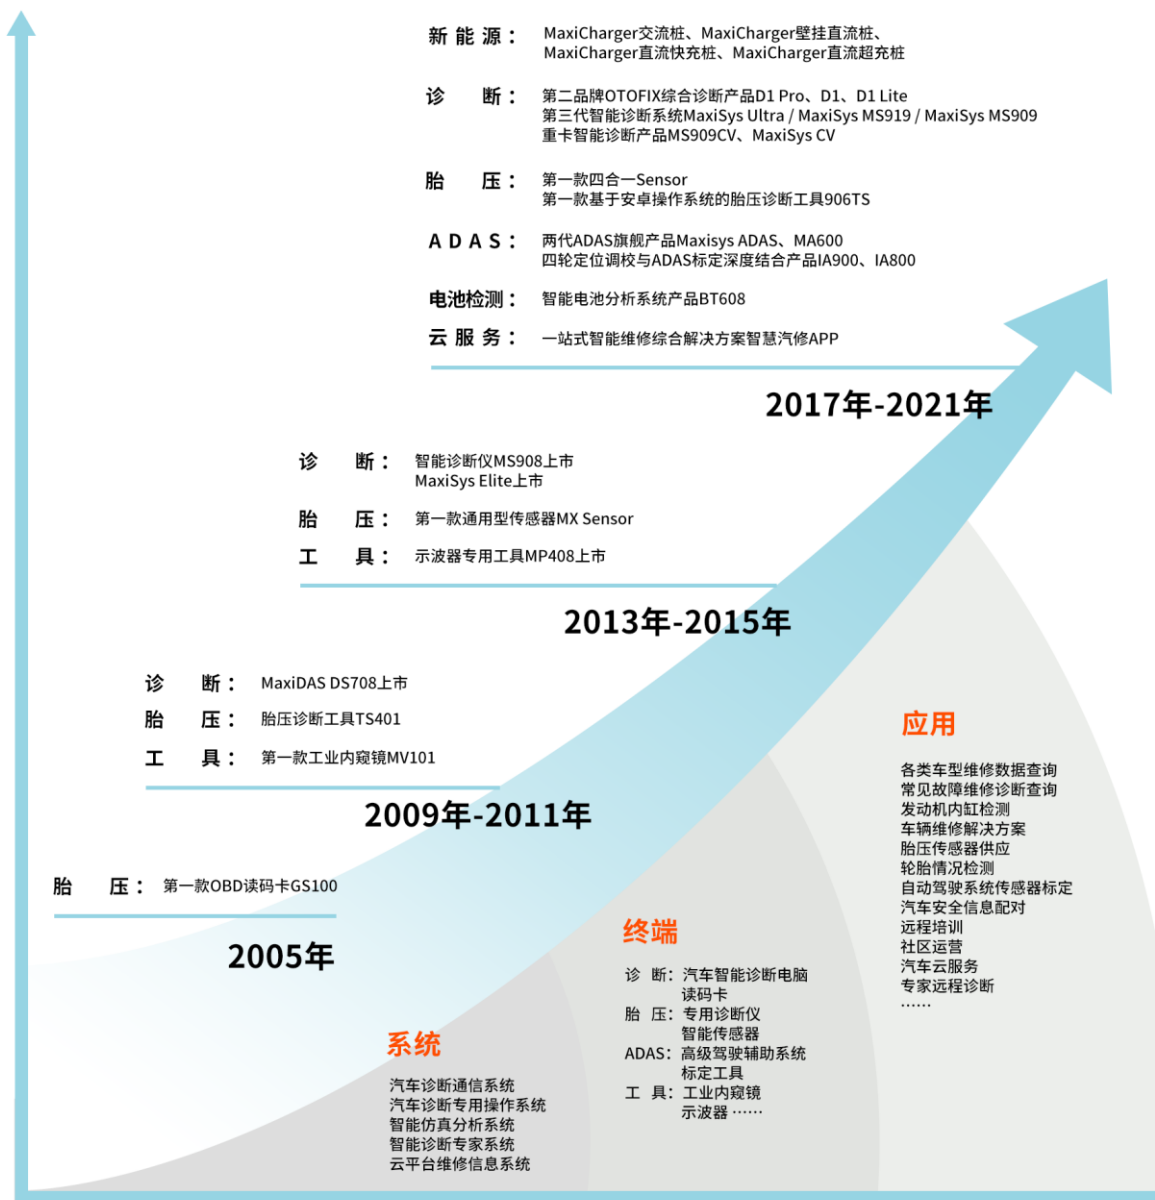 新能源： MaxiCharger交流桩、MaxiCharger壁挂直流桩、
MaxiCharger直流快充桩、MaxiCharger直流超充桩
诊 断： 第二品牌OTOFIX综合诊断产品D1 Pro、D1、D1 Lite
第三代智能诊断系统MaxiSys Ultra / MaxiSys MS919 / MaxiSys MS909
重卡智能诊断产品MS909CV、MaxiSys CV
胎 压： 第一款四合一Sensor
第一款基于安卓操作系统的胎压诊断工具906TS
ADAS： 两代ADAS旗舰产品Maxisys ADAS、MA600
四轮定位调校与ADAS标定深度结合产品IA900、IA800
电池检测： 智能电池分析系统产品BT608
云服务： 一站式智能维修综合解决方案智慧汽修APP
2017年-2021年
诊 断： 智能诊断仪MS908上市
MaxiSys Elite上市
胎 压： 第一款通用型传感器MX Sensor
工 具： 示波器专用工具MP408上市
2013年-2015年
诊 断： MaxiDAS DS708上市
胎 压： 胎压诊断工具TS401
工 具： 第一款工业内窥镜MV101
2009年-2011年
胎 压： 第一款OBD读码卡GS100
2005年
系统
汽车诊断通信系统
汽车诊断专用操作系统
智能仿真分析系统
智能诊断专家系统
云平台维修信息系统
终端
诊 断：汽车智能诊断电脑
读码卡
胎 压：专用诊断仪
智能传感器
ADAS：高级驾驶辅助系统
标定工具
工 具：工业内窥镜
示波器 ……
应用
各类车型维修数据查询
常见故障维修诊断查询
发动机内缸检测
车辆维修解决方案
胎压传感器供应
轮胎情况检测
自动驾驶系统传感器标定
汽车安全信息配对
远程培训
社区运营
汽车云服务
专家远程诊断
……